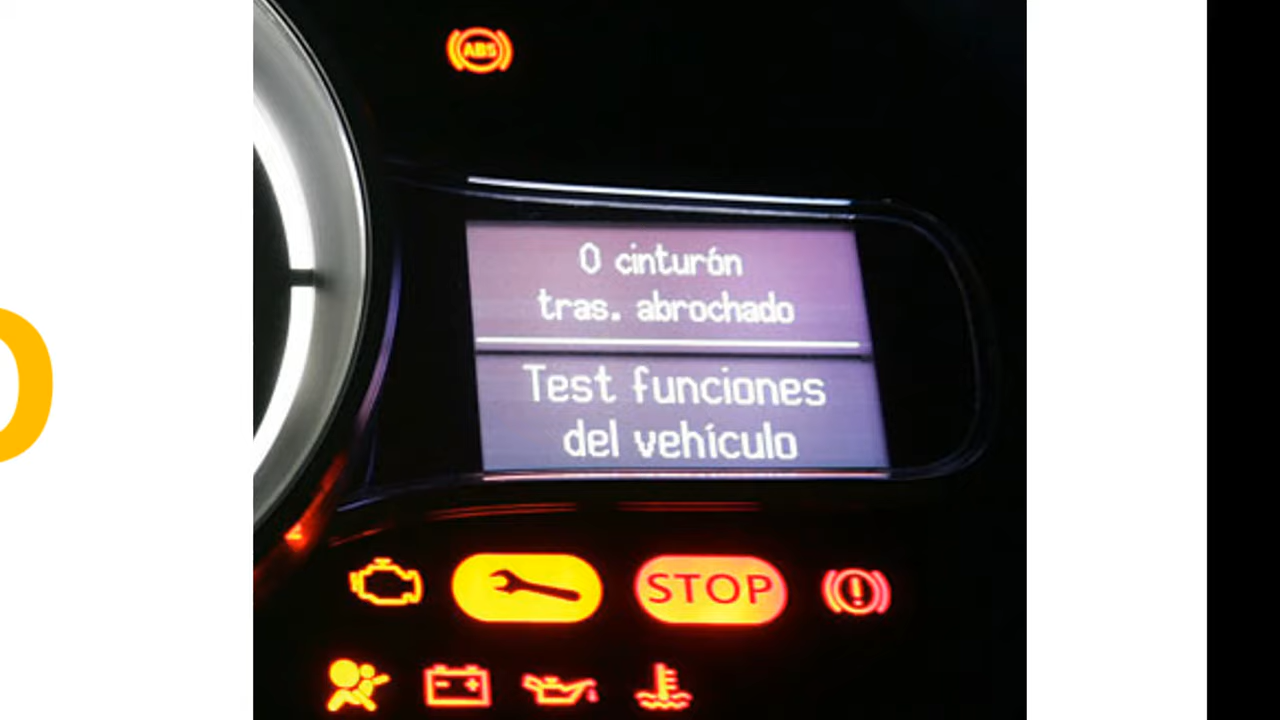 ABS
0 cinturón
tras. abrochado
Test funciones
del vehículo
STOP